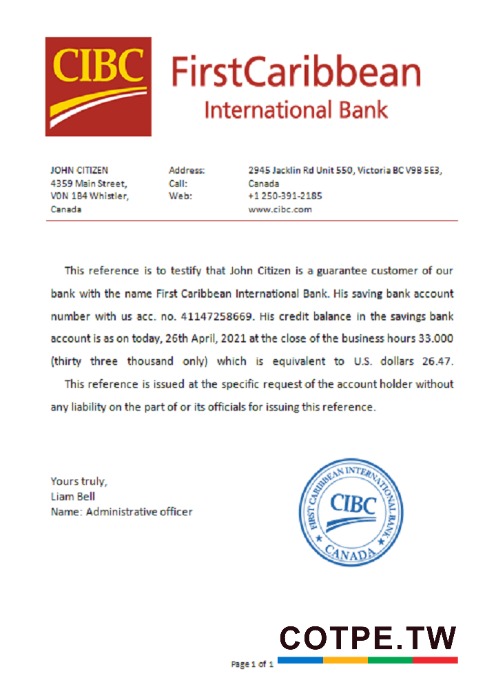 CIBC
FirstCaribbean
International Bank
JOHN CITIZEN
4359 Main Street,
V0N 1B4 Whistler,
Canada
Address: 2945 Jacklin Rd Unit 550, Victoria BC V9B 5E3,
Canada
Call: +1 250-391-2185
Web: www.cibc.com
This reference is to testify that John Citizen is a guarantee customer of our
bank with the name First Caribbean International Bank. His saving bank account
number with us acc. no. 41147258669. His credit balance in the savings bank
account is as on today, 26th April, 2021 at the close of the business hours 33.000
(thirty three thousand only) which is equivalent to U.S. dollars 26.47.
This reference is issued at the specific request of the account holder without
any liability on the part of or its officials for issuing this reference.
Yours truly,
Liam Bell
Name: Administrative officer
FIRST CARIBBEAN INTERNATIONAL BANK
CIBC
CANADA
COTPE.TW
Page 1 of 1